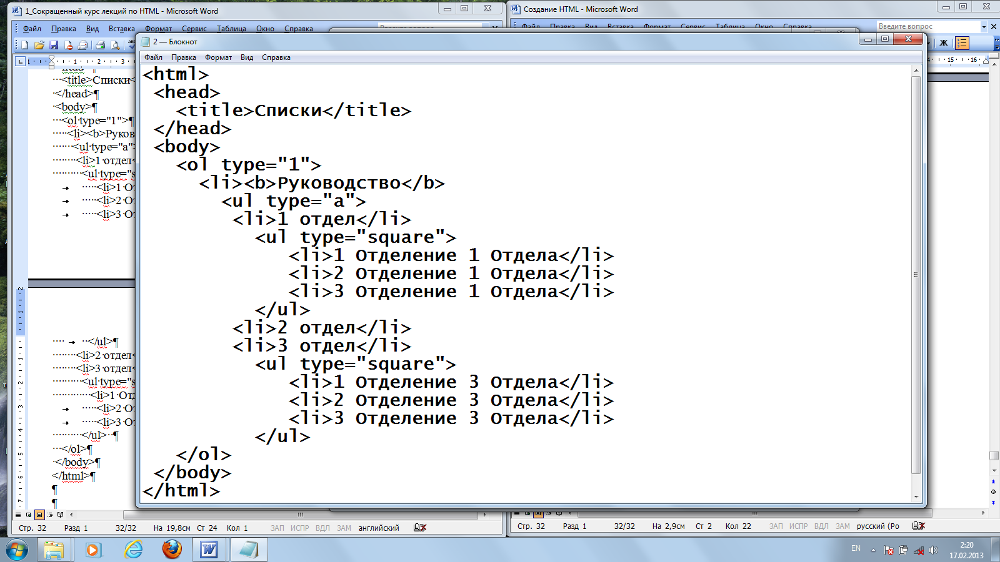 1_Сокращенный курс лекций по HTML - Microsoft Word
Создание HTML - Microsoft Word
Файл Правка Вид Вставка Формат Сервис Таблица Окно Справка
Введите вопрос
2 — Блокнот
Файл Правка Формат Вид Справка
<html>
<head>
<title>Списки</title>
</head>
<body>
<ol type="1">
<li><b>Руководство</b>
<ul type="a">
<li>1 отдел</li>
<ul type="square">
<li>1 Отделение 1 Отдела</li>
<li>2 Отделение 1 Отдела</li>
<li>3 Отделение 1 Отдела</li>
</ul>
<li>2 отдел</li>
<li>3 отдел</li>
<ul type="square">
<li>1 Отделение 3 Отдела</li>
<li>2 Отделение 3 Отдела</li>
<li>3 Отделение 3 Отдела</li>
</ul>
</ol>
</body>
</html>
···<title>Списки<
·</head>¶
·<body>¶
···<ol·type="1">¶
·····<li><b>Руков
·······<ul·type="a">
········<li>1·отдел<
··········<ul·type="s
→ ·····<li>1·От
→ ·····<li>2·От
→ ·····<li>3·От
···· → ··</ul>¶
········<li>2·отдел<
········<li>3·отдел<
··········<ul·type="s
·············<li>1·Отд
→ ·····<li>2·От
→ ·····<li>3·От
··········</ul>··¶
···</ol>¶
·</body>¶
</html>¶
¶
¶
Стр. 32 Разд 1 32/32 На 19,8см Ст 24 Кол 1 ЗАП ИСПР ВДЛ ЗАМ английский
Стр. 32 Разд 1 32/32 На 2,9см Ст 2 Кол 22 ЗАП ИСПР ВДЛ ЗАМ русский (Ро
EN
2:20
17.02.2013